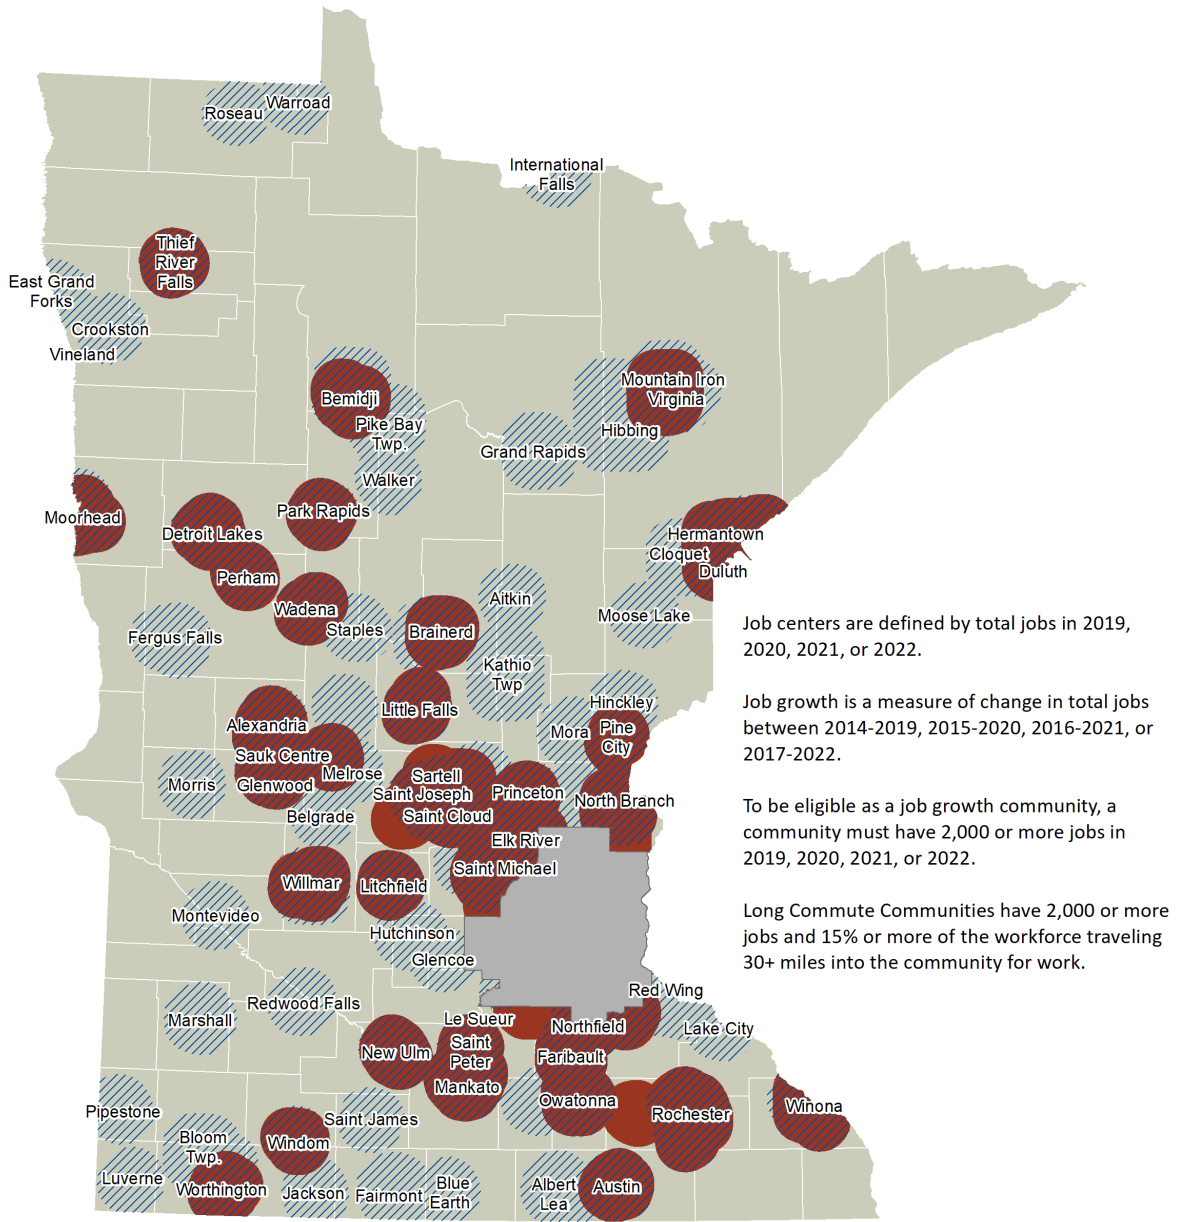 Roseau
Warroad
International
Falls
Thief
River
Falls
East Grand
Forks
Crookston
Vineland
Bemidji
Pike Bay
Twp.
Walker
Mountain Iron
Virginia
Hibbing
Grand Rapids
Moorhead
Detroit Lakes
Park Rapids
Perham
Wadena
Staples
Fergus Falls
Brainerd
Aitkin
Kathio
Twp
Hermantown
Cloquet
Duluth
Moose Lake
Little Falls
Hinckley
Mora
Pine
City
Alexandria
Sauk Centre
Glenwood
Melrose
Morris
Belgrade
Sartell
Saint Joseph
Saint Cloud
Princeton
North Branch
Elk River
Saint Michael
Willmar
Litchfield
Montevideo
Hutchinson
Glencoe
Redwood Falls
Marshall
Le Sueur
Saint
Peter
Mankato
New Ulm
Red Wing
Northfield
Lake City
Faribault
Owatonna
Rochester
Winona
Pipestone
Bloom
Twp.
Luverne
Worthington
Windom
Saint James
Jackson
Fairmont
Blue
Earth
Albert
Lea
Austin
Job centers are defined by total jobs in 2019,
2020, 2021, or 2022.
Job growth is a measure of change in total jobs
between 2014-2019, 2015-2020, 2016-2021, or
2017-2022.
To be eligible as a job growth community, a
community must have 2,000 or more jobs in
2019, 2020, 2021, or 2022.
Long Commute Communities have 2,000 or more
jobs and 15% or more of the workforce traveling
30+ miles into the community for work.